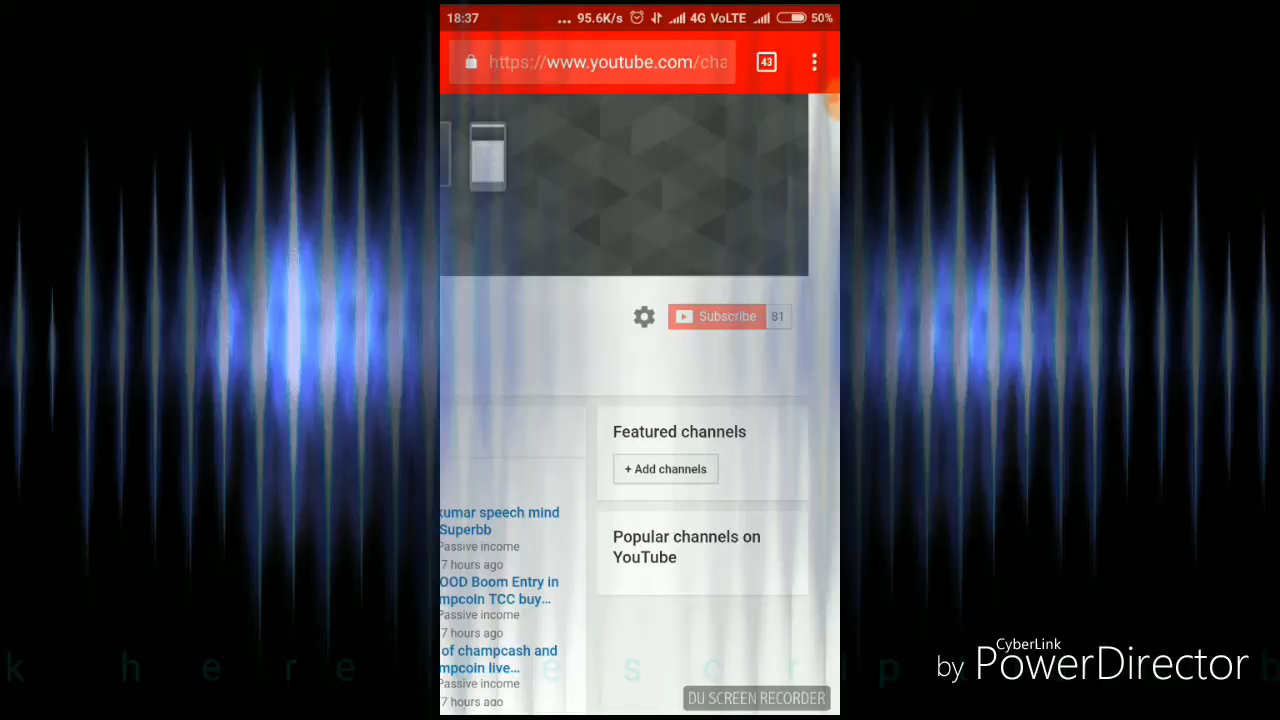 18:37 ... 95.6K/s 4G VoLTE 50%
https://www.youtube.com/cha 43
Subscribe 81
Featured channels
+ Add channels
Popular channels on
YouTube
kumar speech mind
Superbb
Passive income
7 hours ago
OOD Boom Entry in
mpcoin TCC buy...
Passive income
7 hours ago
of champcash and
mpcoin live...
Passive income
7 hours ago
k here escrip
CyberLink
by PowerDirector
DU SCREEN RECORDER